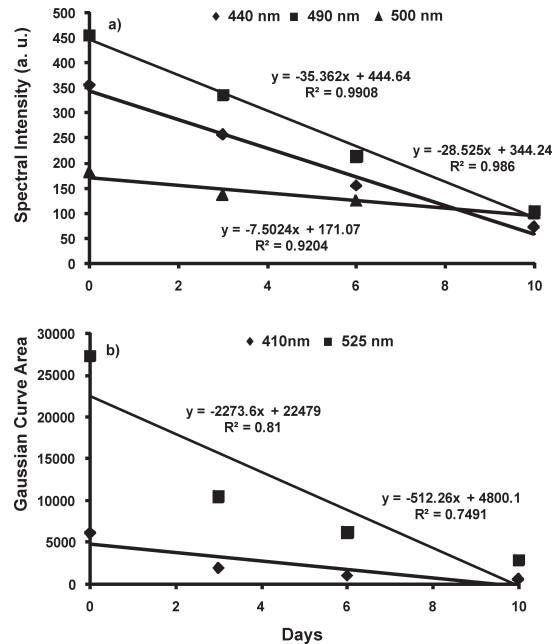 a)
440 nm 490 nm 500 nm
Spectral Intensity (a. u.)
500
450
400
350
300
250
200
150
100
50
0
y = -35.362x + 444.64
R² = 0.9908
y = -28.525x + 344.24
R² = 0.986
y = -7.5024x + 171.07
R² = 0.9204
0 2 4 6 8 10
b)
410nm 525 nm
Gaussian Curve Area
30000
25000
20000
15000
10000
5000
0
y = -2273.6x + 22479
R² = 0.81
y = -512.26x + 4800.1
R² = 0.7491
0 2 4 6 8 10
Days